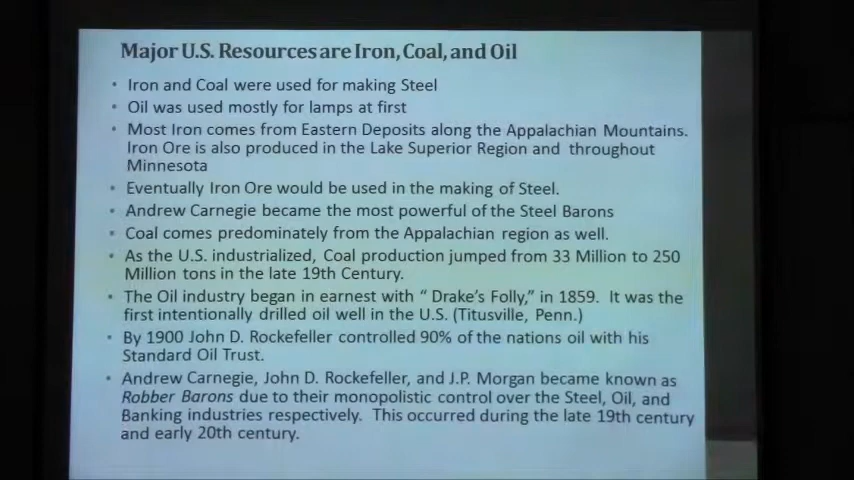 Major U.S. Resources are Iron, Coal, and Oil
• Iron and Coal were used for making Steel
• Oil was used mostly for lamps at first
• Most Iron comes from Eastern Deposits along the Appalachian Mountains.
Iron Ore is also produced in the Lake Superior Region and throughout
Minnesota
• Eventually Iron Ore would be used in the making of Steel.
• Andrew Carnegie became the most powerful of the Steel Barons
• Coal comes predominately from the Appalachian region as well.
• As the U.S. industrialized, Coal production jumped from 33 Million to 250
Million tons in the late 19th Century.
• The Oil industry began in earnest with “ Drake's Folly,” in 1859. It was the
first intentionally drilled oil well in the U.S. (Titusville, Penn.)
• By 1900 John D. Rockefeller controlled 90% of the nations oil with his
Standard Oil Trust.
• Andrew Carnegie, John D. Rockefeller, and J.P. Morgan became known as
Robber Barons due to their monopolistic control over the Steel, Oil, and
Banking industries respectively. This occurred during the late 19th century
and early 20th century.